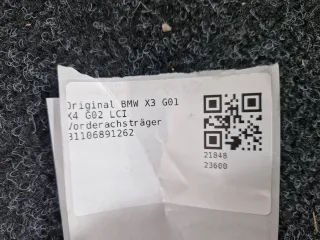 Original BMW X3 G01
X4 G02 LCI
Vorderachsträger
31106891262
21848
23600